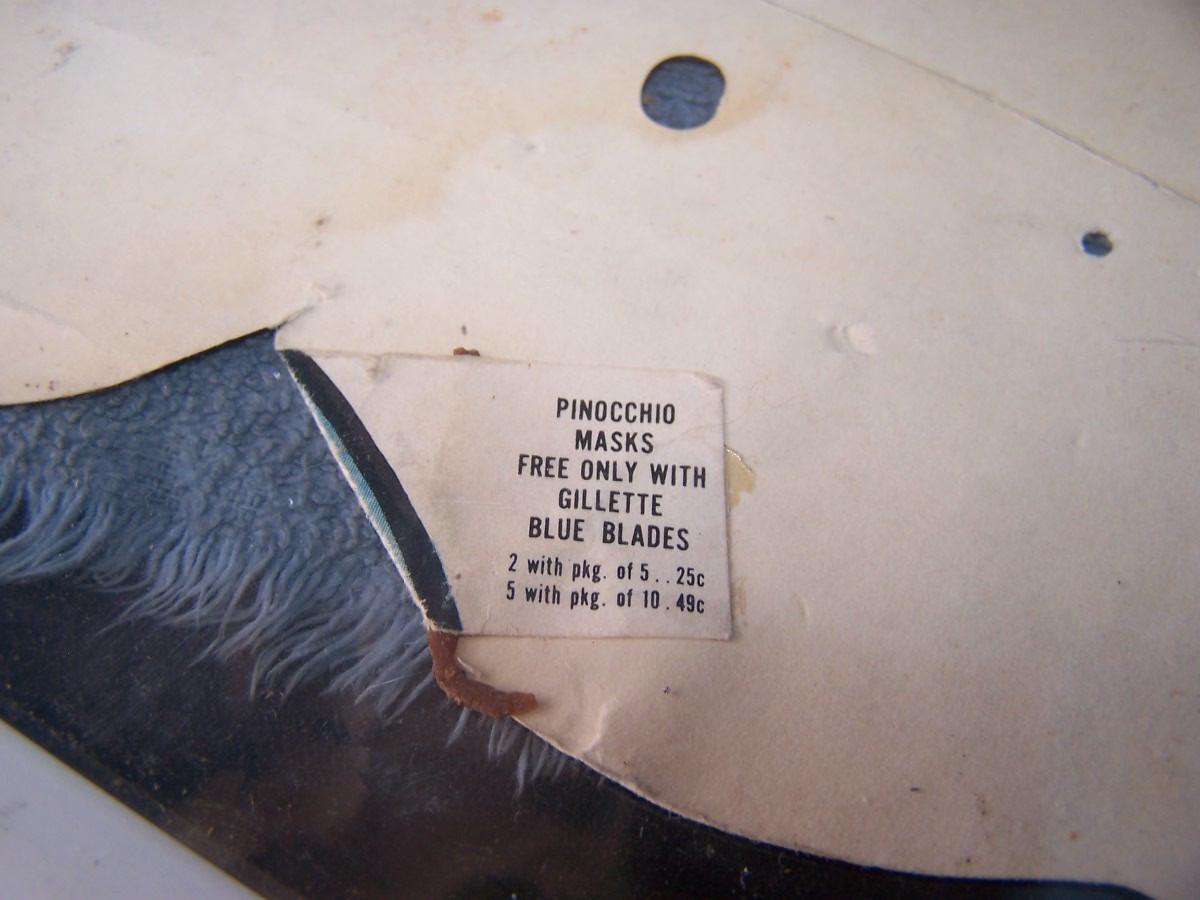 PINOCCHIO
MASKS
FREE ONLY WITH
GILLETTE
BLUE BLADES
2 with pkg. of 5 . . 25c
5 with pkg. of 10 . 49c